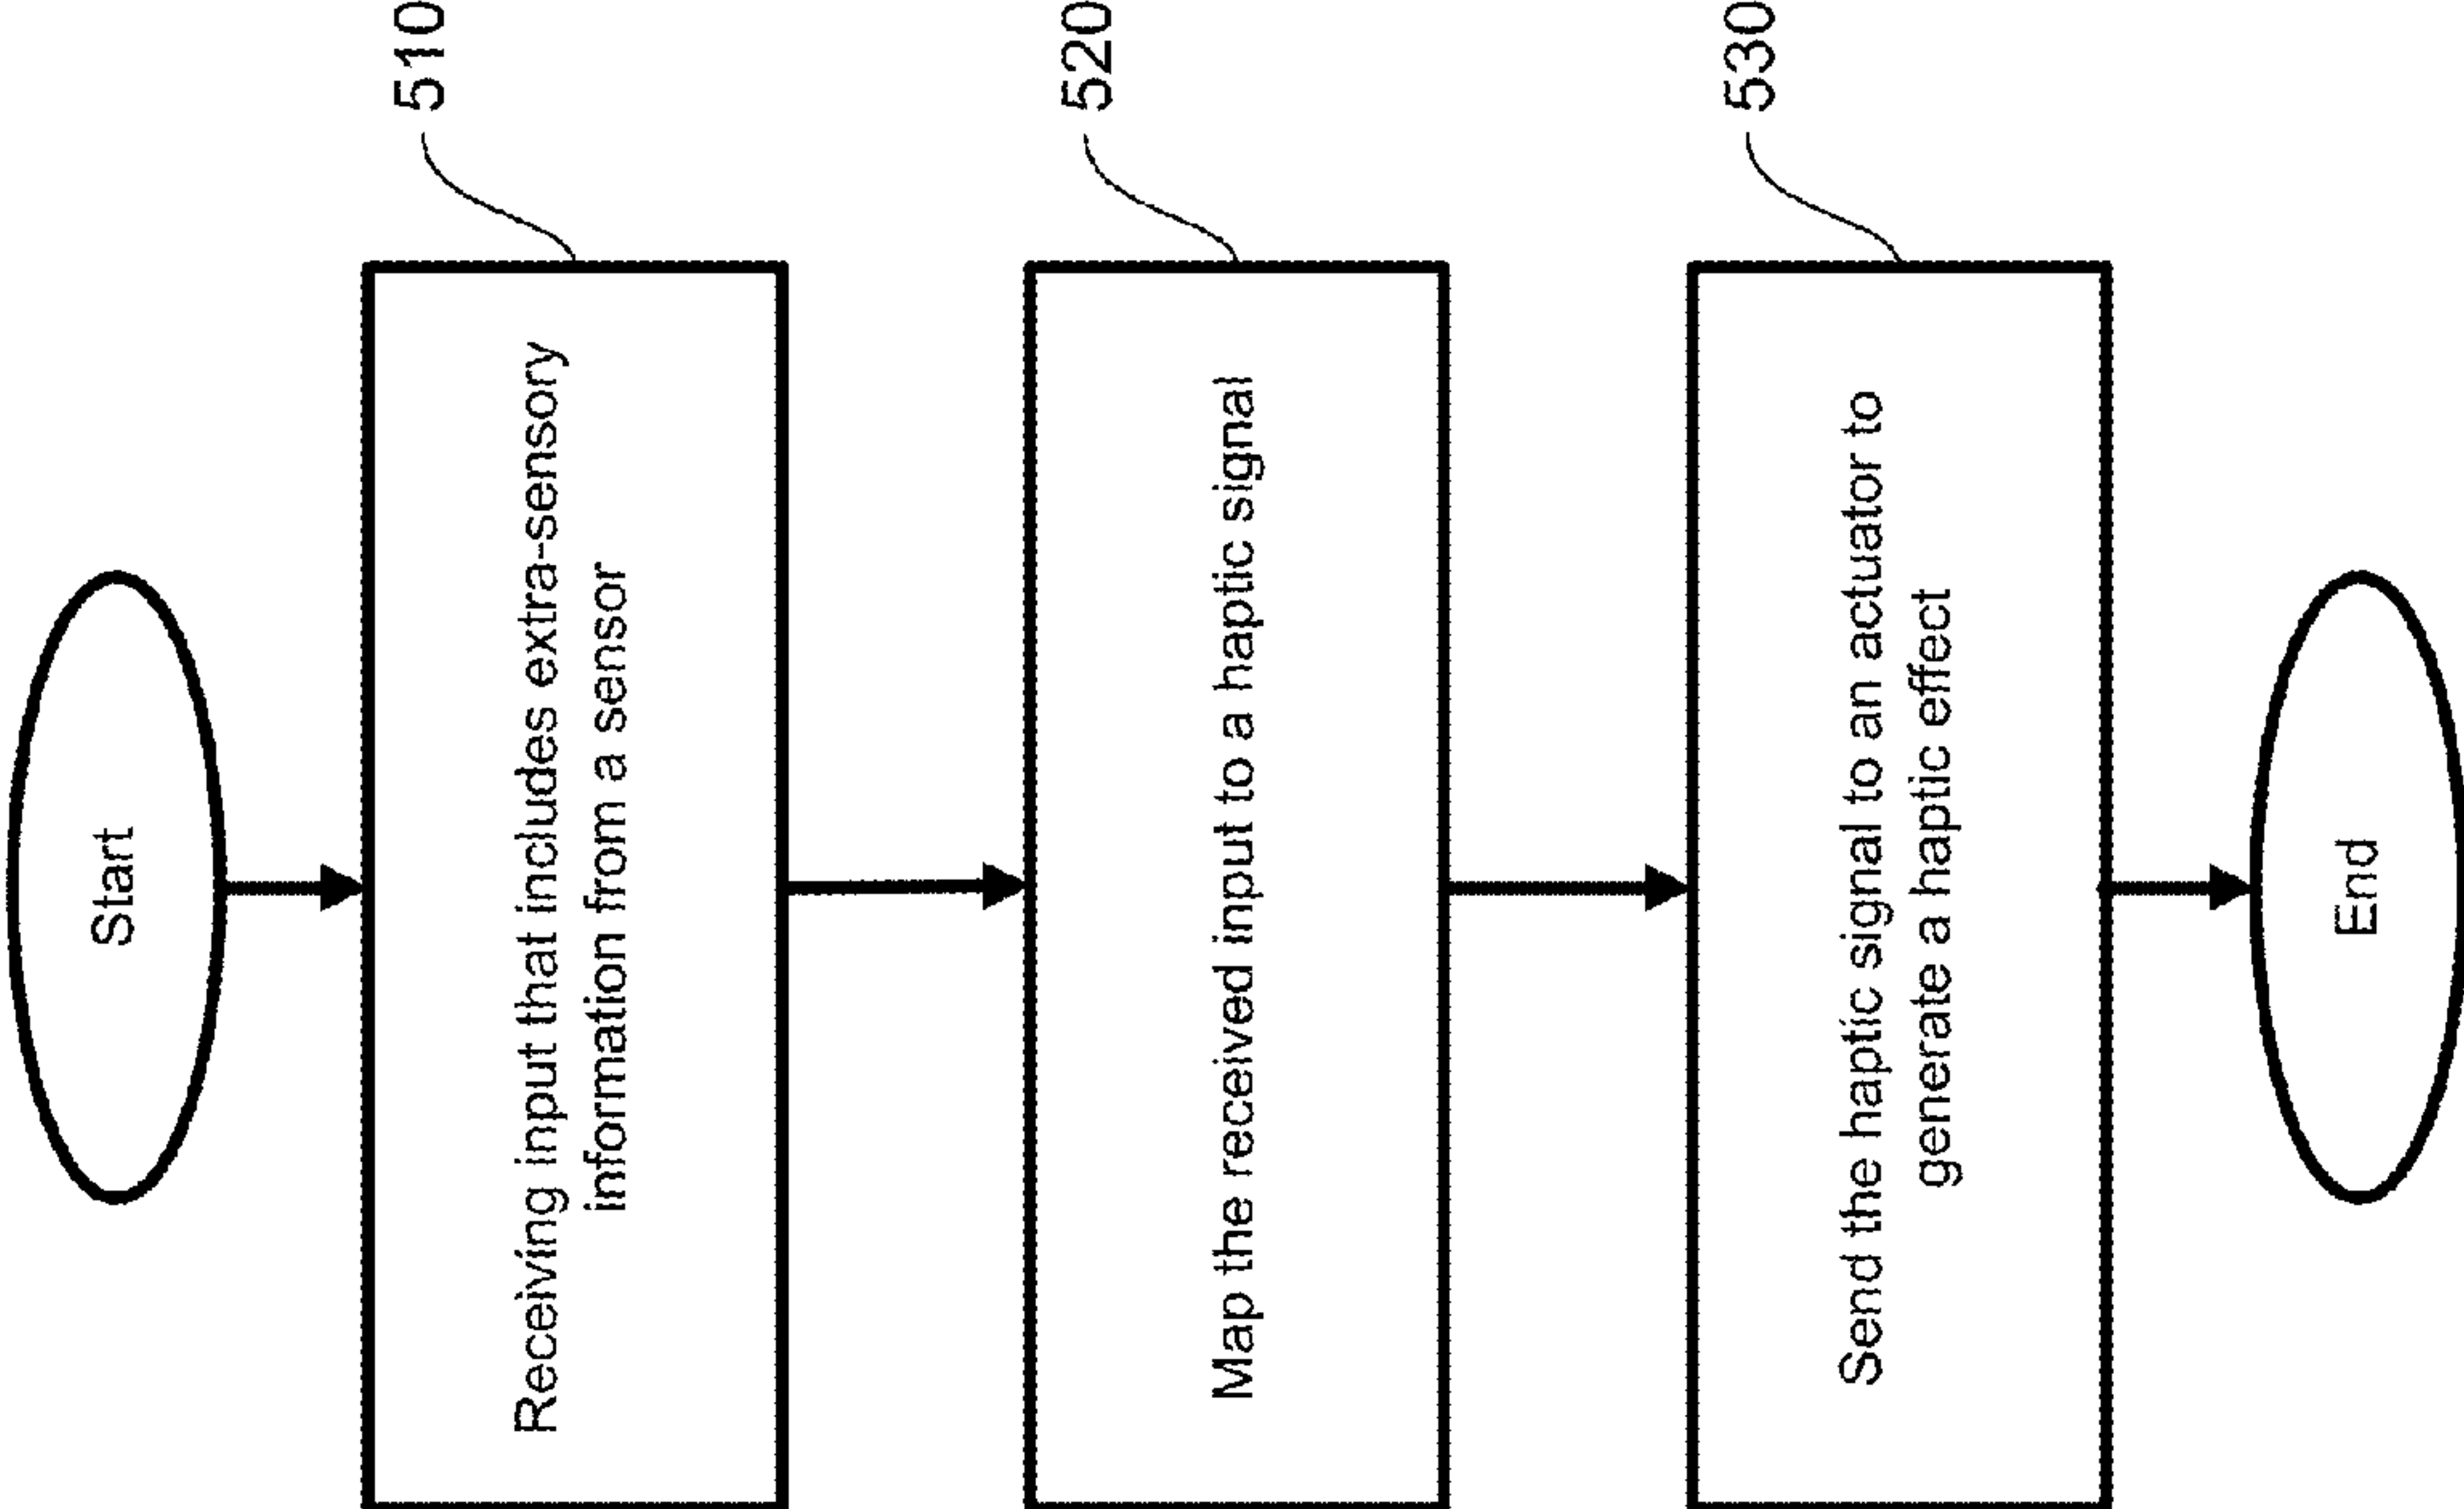 Start
510
Receiving input that includes extra-sensory
information from a sensor
520
Map the received input to a haptic signal
530
Send the haptic signal to an actuator to
generate a haptic effect
End